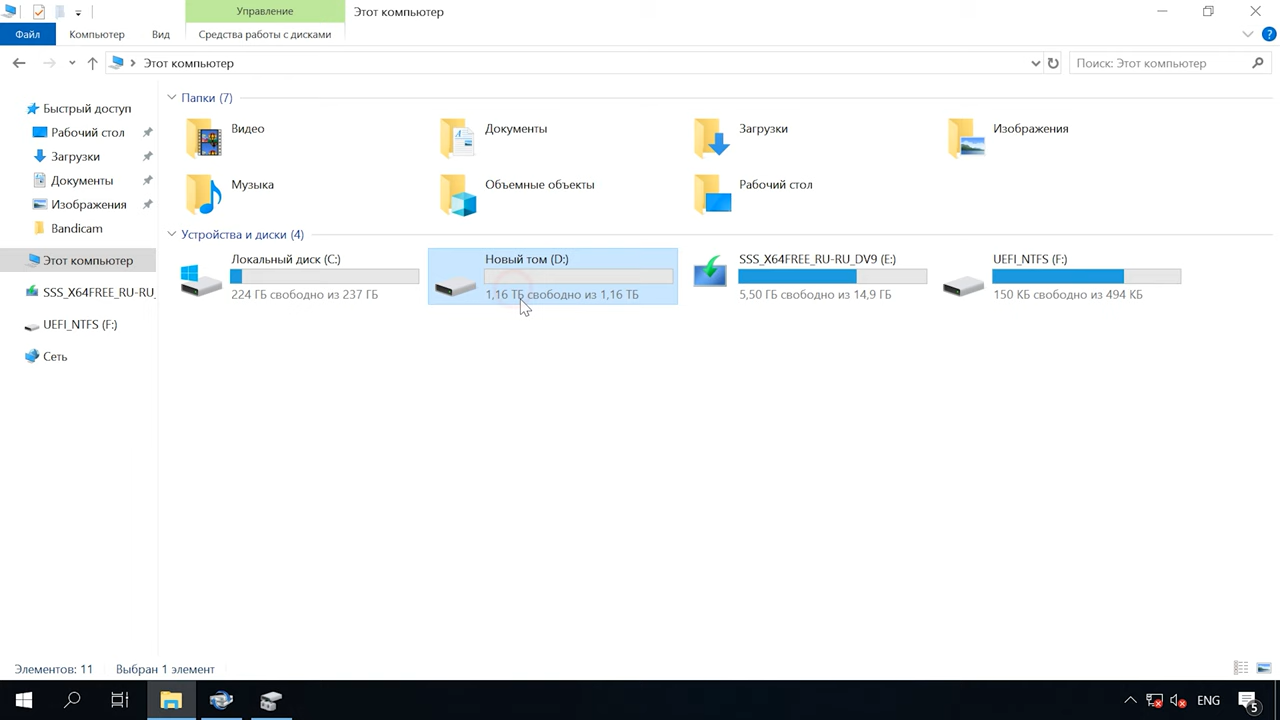 Управление
Этот компьютер
Файл
Компьютер
Вид
Средства работы с дисками
?
Этот компьютер
Поиск: Этот компьютер
Быстрый доступ
Рабочий стол
Загрузки
Документы
Изображения
Bandicam
Этот компьютер
SSS_X64FREE_RU-RU_
UEFI_NTFS (F:)
Сеть
Папки (7)
Видео
Документы
Загрузки
Изображения
Музыка
Объемные объекты
Рабочий стол
Устройства и диски (4)
Локальный диск (C:)
224 ГБ свободно из 237 ГБ
Новый том (D:)
1,16 ТБ свободно из 1,16 ТБ
SSS_X64FREE_RU-RU_DV9 (E:)
5,50 ГБ свободно из 14,9 ГБ
UEFI_NTFS (F:)
150 КБ свободно из 494 КБ
Элементов: 11
Выбран 1 элемент
ENG
5